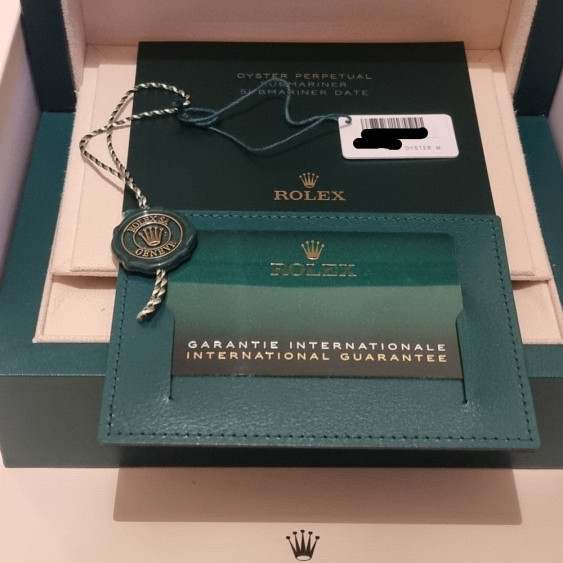 OYSTER PERPETUAL
SUBMARINER
SUBMARINER DATE
OYSTER M
ROLEX
ROLEX S.A
GENEVE
ROLEX
GARANTIE INTERNATIONALE
INTERNATIONAL GUARANTEE